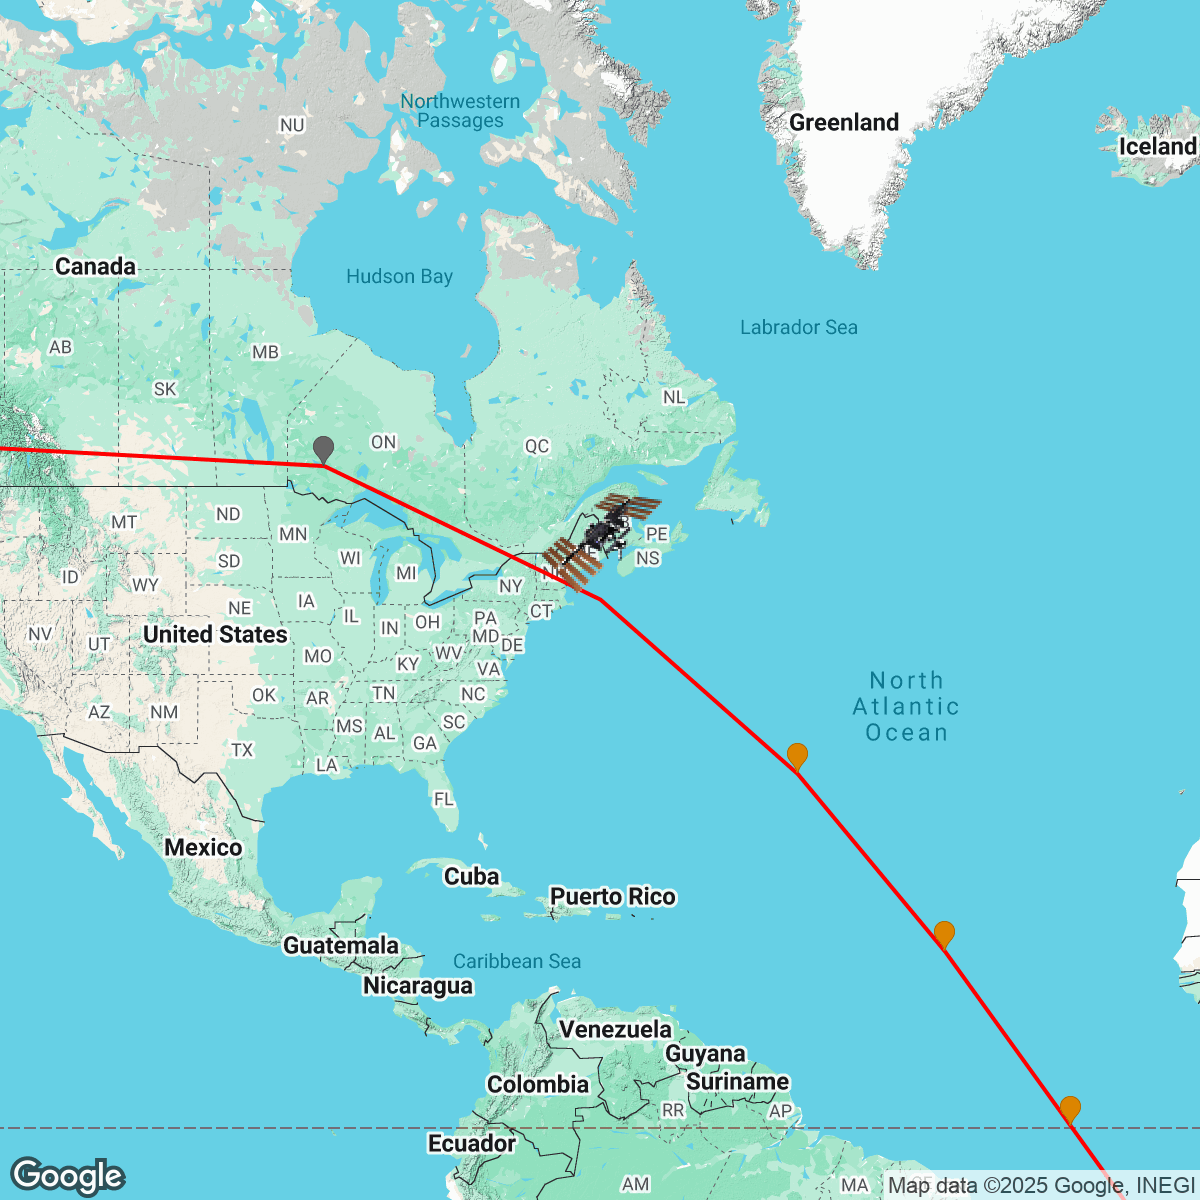 Northwestern
Passages
Greenland
NU
Iceland
Canada
Hudson Bay
Labrador Sea
AB
MB
SK
NL
ON
QC
ND
MT
MN
PE
NS
WI
SD
MI
ID
WY
NY
IA
NE
CT
IL
OH
PA
NV
UT
United States
IN
MD
DE
MO
KY
WV
VA
North
Atlantic
Ocean
OK
AR
TN
NC
AZ
NM
MS
AL
SC
GA
TX
LA
FL
Mexico
Cuba
Puerto Rico
Guatemala
Caribbean Sea
Nicaragua
Venezuela
Guyana
Colombia
Suriname
RR
AP
Ecuador
AM
MA
Google
Map data ©2025 Google, INEGI